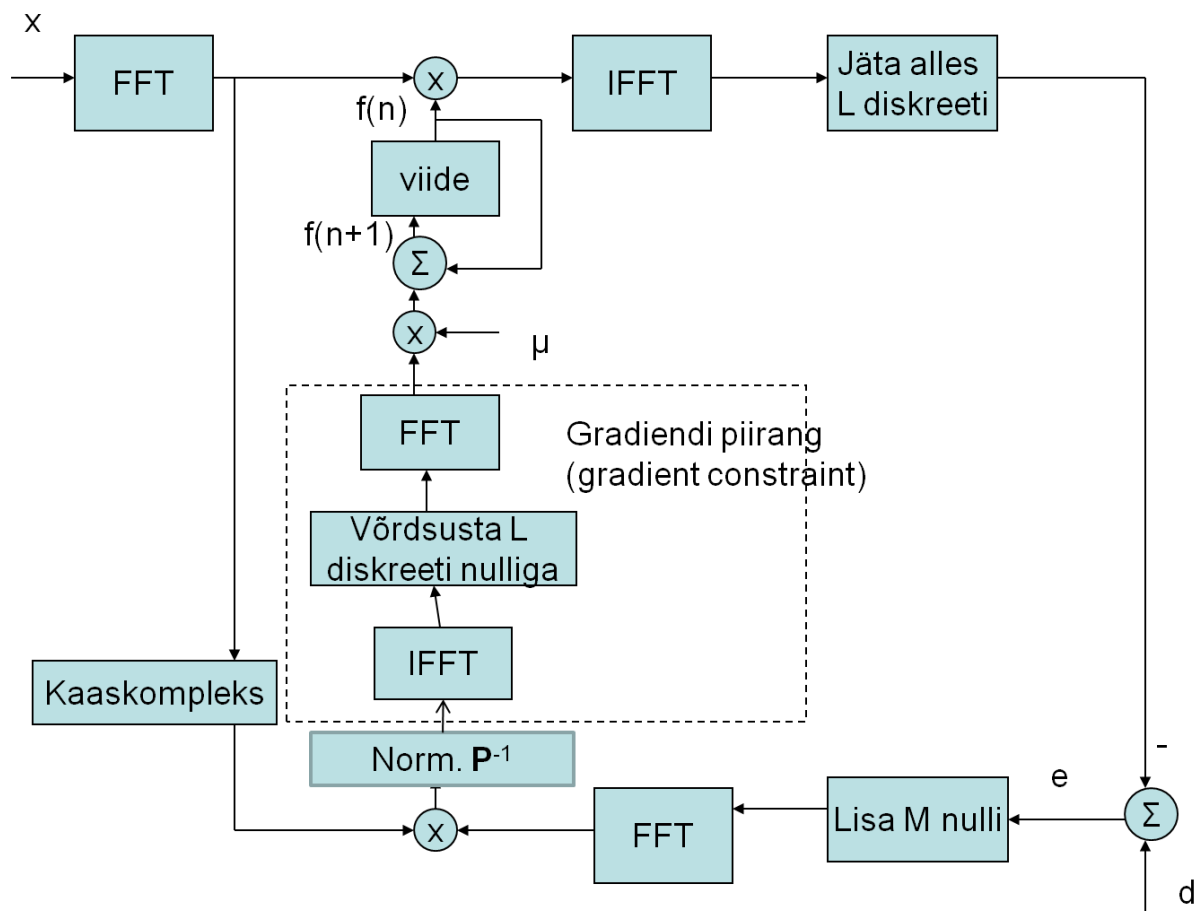 x
FFT
x
IFFT
Jäta alles
L diskreeti
f(n)
viide
f(n+1)
Σ
x
µ
FFT
Gradiendi piirang
(gradient constraint)
Võrdsusta L
diskreeti nulliga
IFFT
Kaaskompleks
Norm. P⁻¹
-
e
Σ
Lisa M nulli
FFT
x
d